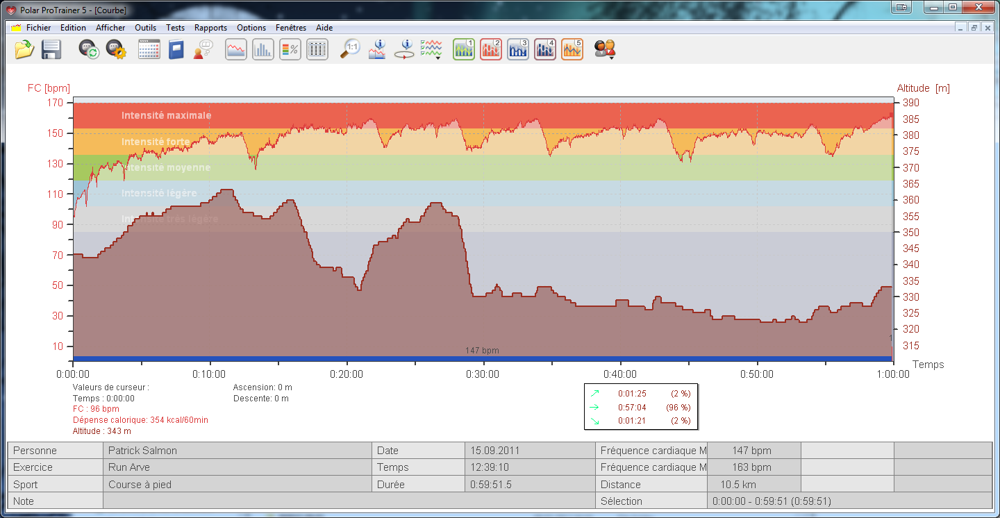 Polar ProTrainer 5 - [Courbe]
Fichier Edition Afficher Outils Tests Rapports Options Fenêtres Aide
1:1 1 2 3 4 5
FC [bpm] Altitude [m]
170 390
Intensité maximale
385
150 380
Intensité forte
375
130 370
Intensité moyenne
365
110 360
Intensité légère
355
90 350
Intensité très légère
345
70 340
50 335
330
30 325
320
10 315
147 bpm
Temps
0:00:00 0:10:00 0:20:00 0:30:00 0:40:00 0:50:00 1:00:00
Valeurs de curseur : Ascension: 0 m
Temps : 0:00:00 Descente: 0 m
FC : 96 bpm
Dépense calorique: 354 kcal/60min
Altitude : 343 m
0:01:25 (2 %)
0:57:04 (96 %)
0:01:21 (2 %)
Personne Patrick Salmon Date 15.09.2011 Fréquence cardiaque M 147 bpm
Exercice Run Arve Temps 12:39:10 Fréquence cardiaque M 163 bpm
Sport Course à pied Durée 0:59:51.5 Distance 10.5 km
Note Sélection 0:00:00 - 0:59:51 (0:59:51)